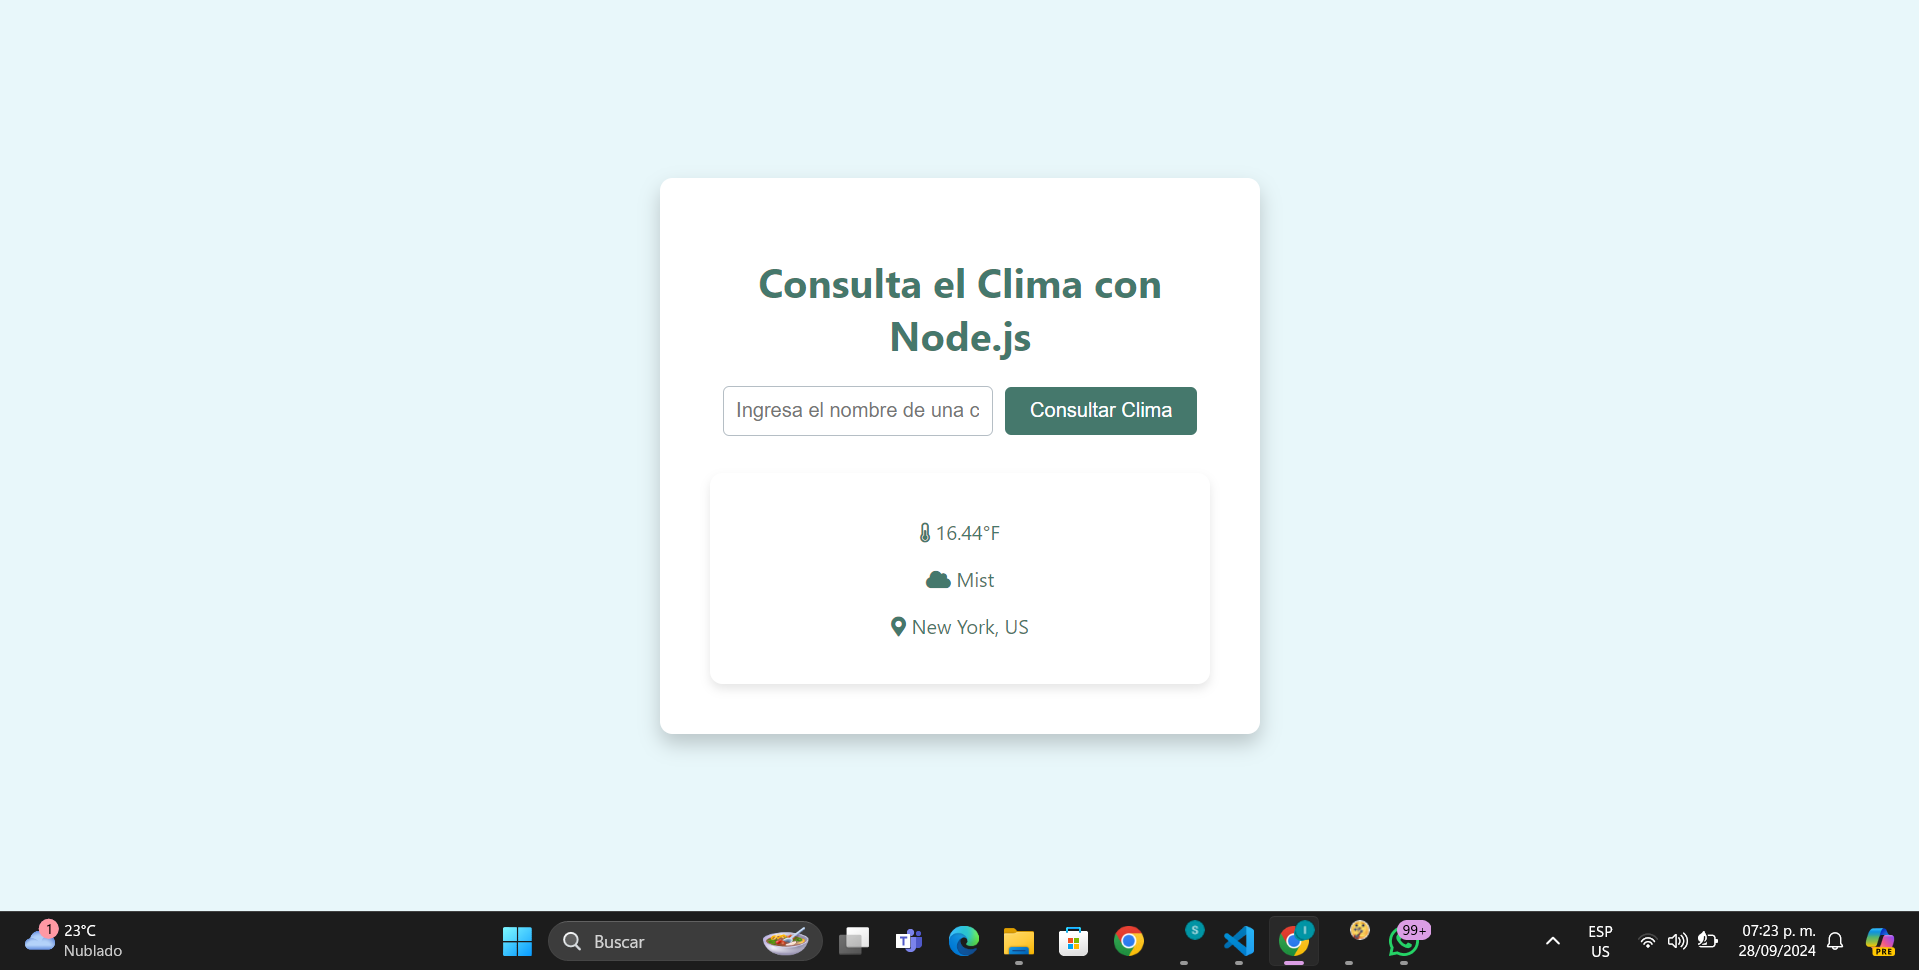 Consulta el Clima con
Node.js
Ingresa el nombre de una c
Consultar Clima
16.44°F
Mist
New York, US
1
23°C
Nublado
Buscar
T
S
I
99+
ESP
US
07:23 p. m.
28/09/2024
PRE